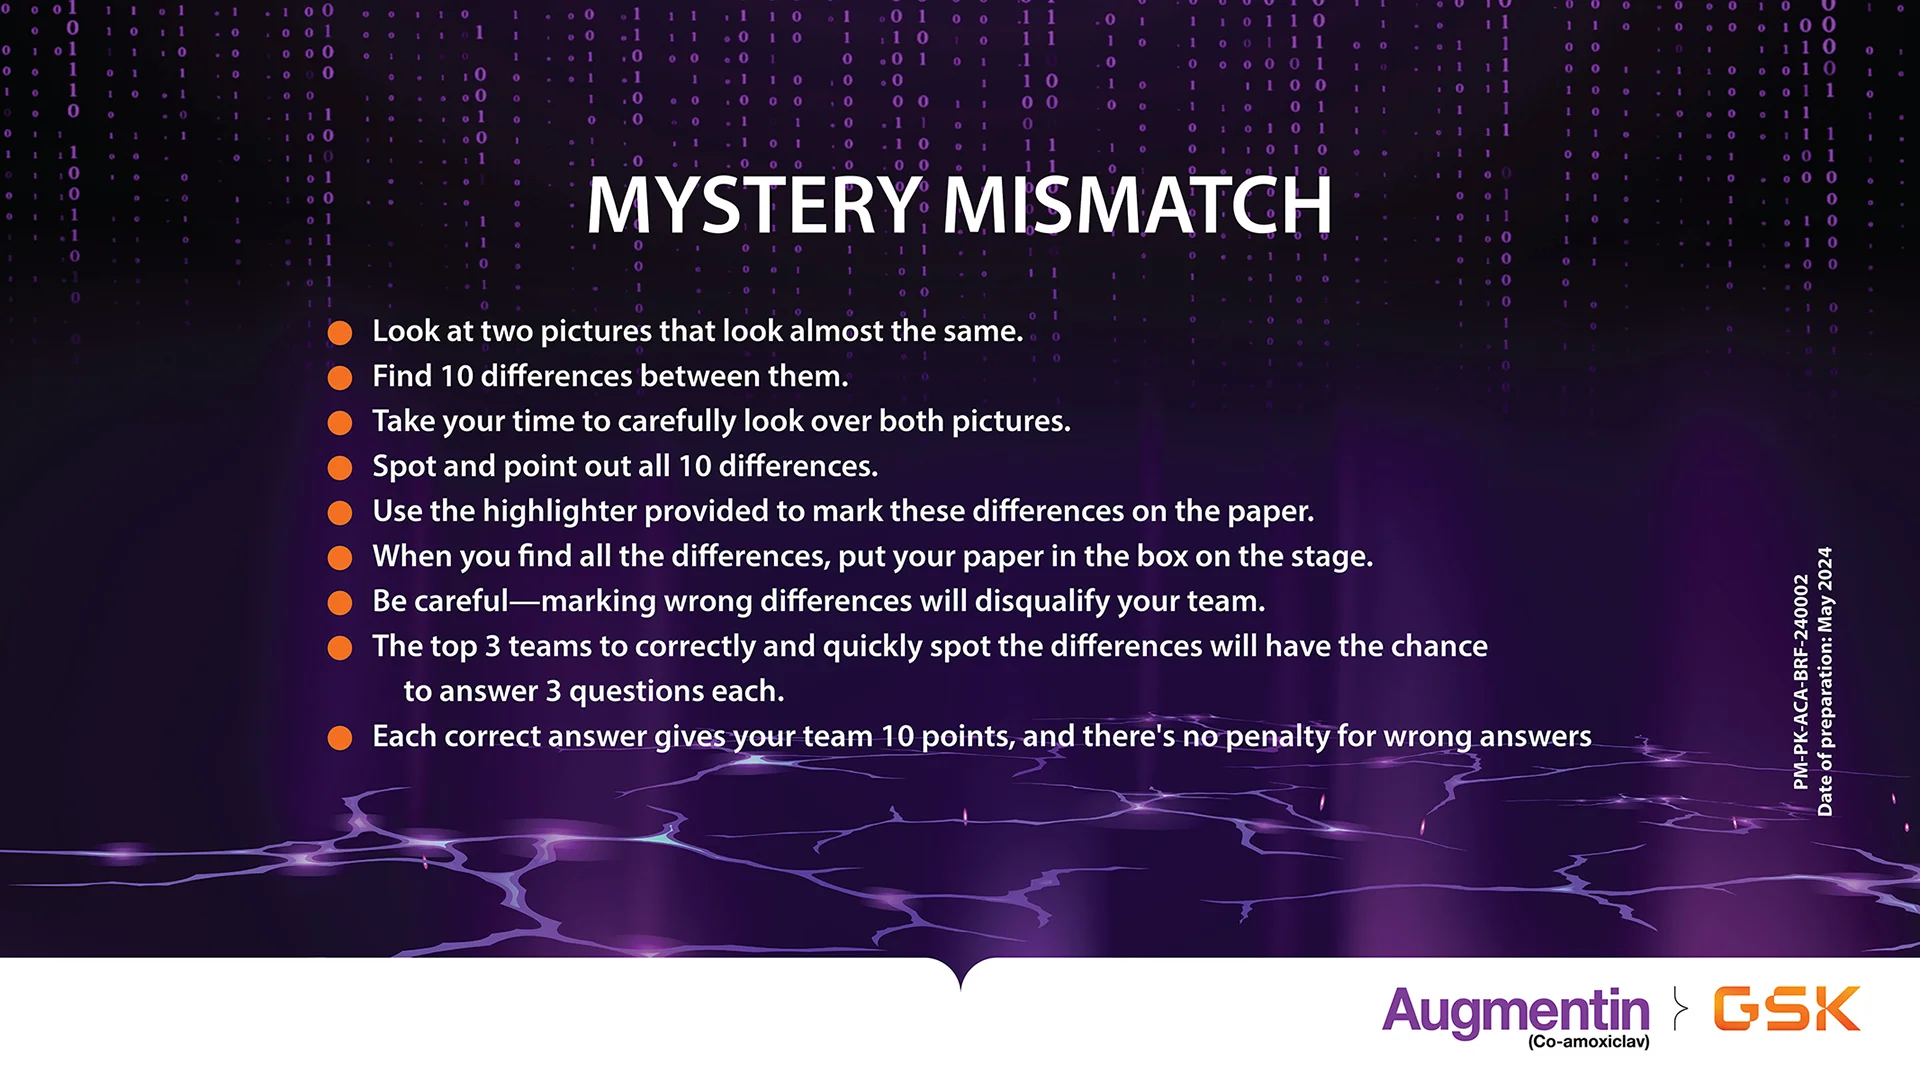 MYSTERY MISMATCH
Look at two pictures that look almost the same.
Find 10 differences between them.
Take your time to carefully look over both pictures.
Spot and point out all 10 differences.
Use the highlighter provided to mark these differences on the paper.
When you find all the differences, put your paper in the box on the stage.
Be careful—marking wrong differences will disqualify your team.
The top 3 teams to correctly and quickly spot the differences will have the chance
to answer 3 questions each.
Each correct answer gives your team 10 points, and there's no penalty for wrong answers
PM-PK-ACA-BRF-240002
Date of preparation: May 2024
Augmentin
(Co-amoxiclav)
GSK